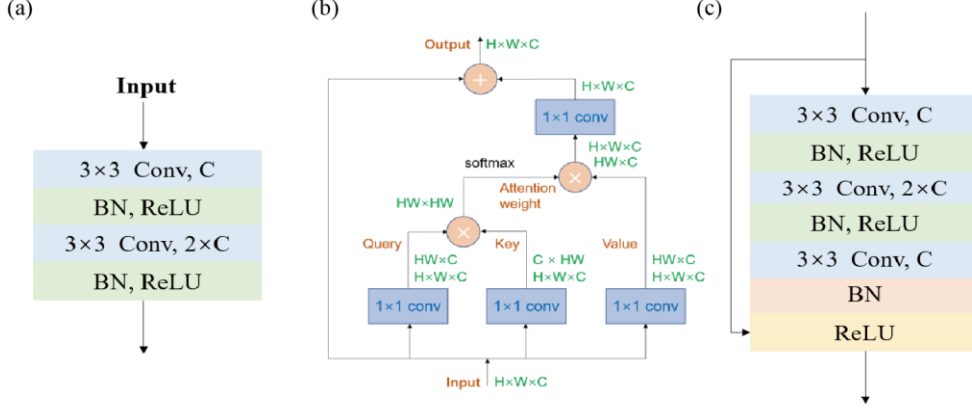 (a)
Input
3×3 Conv, C
BN, ReLU
3×3 Conv, 2×C
BN, ReLU
(b)
Output
H×W×C
+
H×W×C
1×1 conv
H×W×C
HW×C
softmax
×
Attention
weight
HW×HW
×
Query
Key
Value
HW×C
H×W×C
C × HW
H×W×C
HW×C
H×W×C
1×1 conv
1×1 conv
1×1 conv
Input
H×W×C
(c)
3×3 Conv, C
BN, ReLU
3×3 Conv, 2×C
BN, ReLU
3×3 Conv, C
BN
ReLU